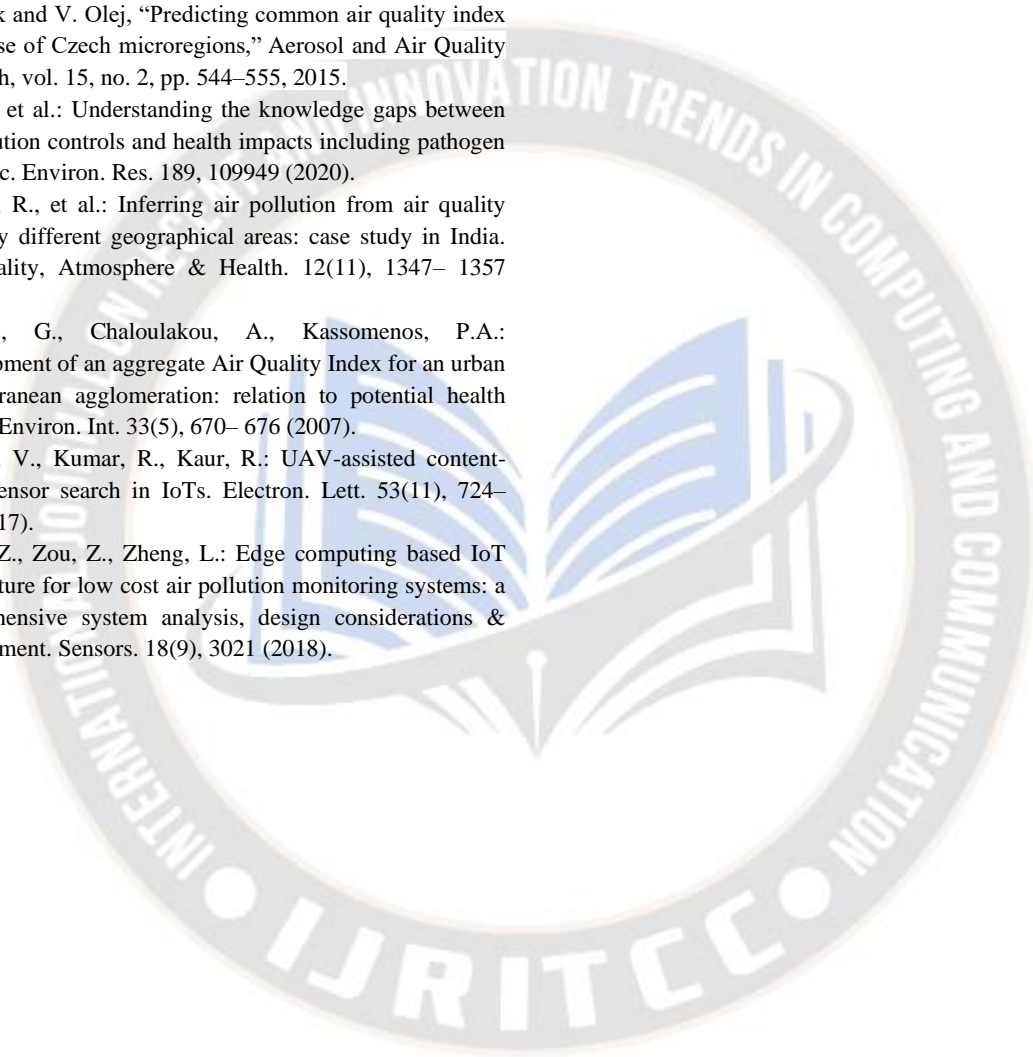 k and V. Olej, “Predicting common air quality index
se of Czech microregions,” Aerosol and Air Quality
h, vol. 15, no. 2, pp. 544–555, 2015.
et al.: Understanding the knowledge gaps between
ution controls and health impacts including pathogen
c. Environ. Res. 189, 109949 (2020).
R., et al.: Inferring air pollution from air quality
y different geographical areas: case study in India.
ality, Atmosphere & Health. 12(11), 1347– 1357
, G., Chaloulakou, A., Kassomenos, P.A.:
pment of an aggregate Air Quality Index for an urban
ranean agglomeration: relation to potential health
Environ. Int. 33(5), 670– 676 (2007).
V., Kumar, R., Kaur, R.: UAV-assisted content-
ensor search in IoTs. Electron. Lett. 53(11), 724–
17).
Z., Zou, Z., Zheng, L.: Edge computing based IoT
ture for low cost air pollution monitoring systems: a
hensive system analysis, design considerations &
ment. Sensors. 18(9), 3021 (2018).
INTERNATIONAL JOURNAL ON RECENT AND INNOVATION TRENDS IN COMPUTING AND COMMUNICATION
IJRITCC